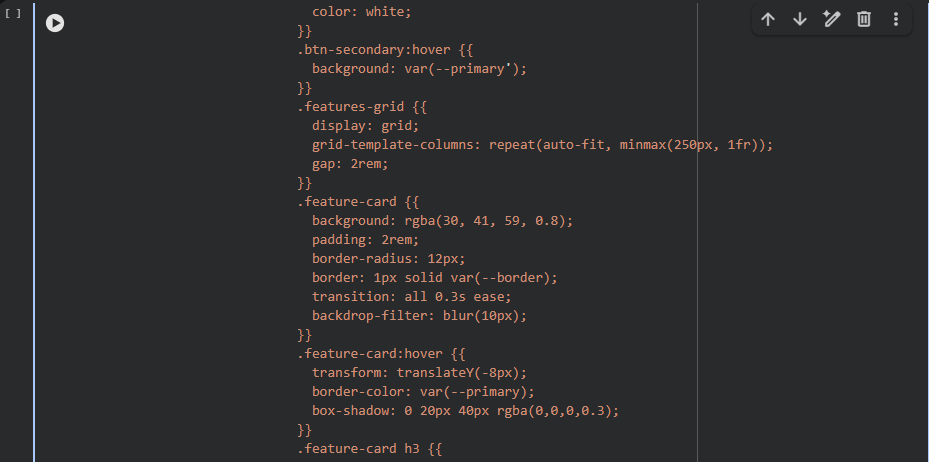 [ ]
color: white;
}}
.btn-secondary:hover {{
background: var(--primary');
}}
.features-grid {{
display: grid;
grid-template-columns: repeat(auto-fit, minmax(250px, 1fr));
gap: 2rem;
}}
.feature-card {{
background: rgba(30, 41, 59, 0.8);
padding: 2rem;
border-radius: 12px;
border: 1px solid var(--border);
transition: all 0.3s ease;
backdrop-filter: blur(10px);
}}
.feature-card:hover {{
transform: translateY(-8px);
border-color: var(--primary);
box-shadow: 0 20px 40px rgba(0,0,0,0.3);
}}
.feature-card h3 {{